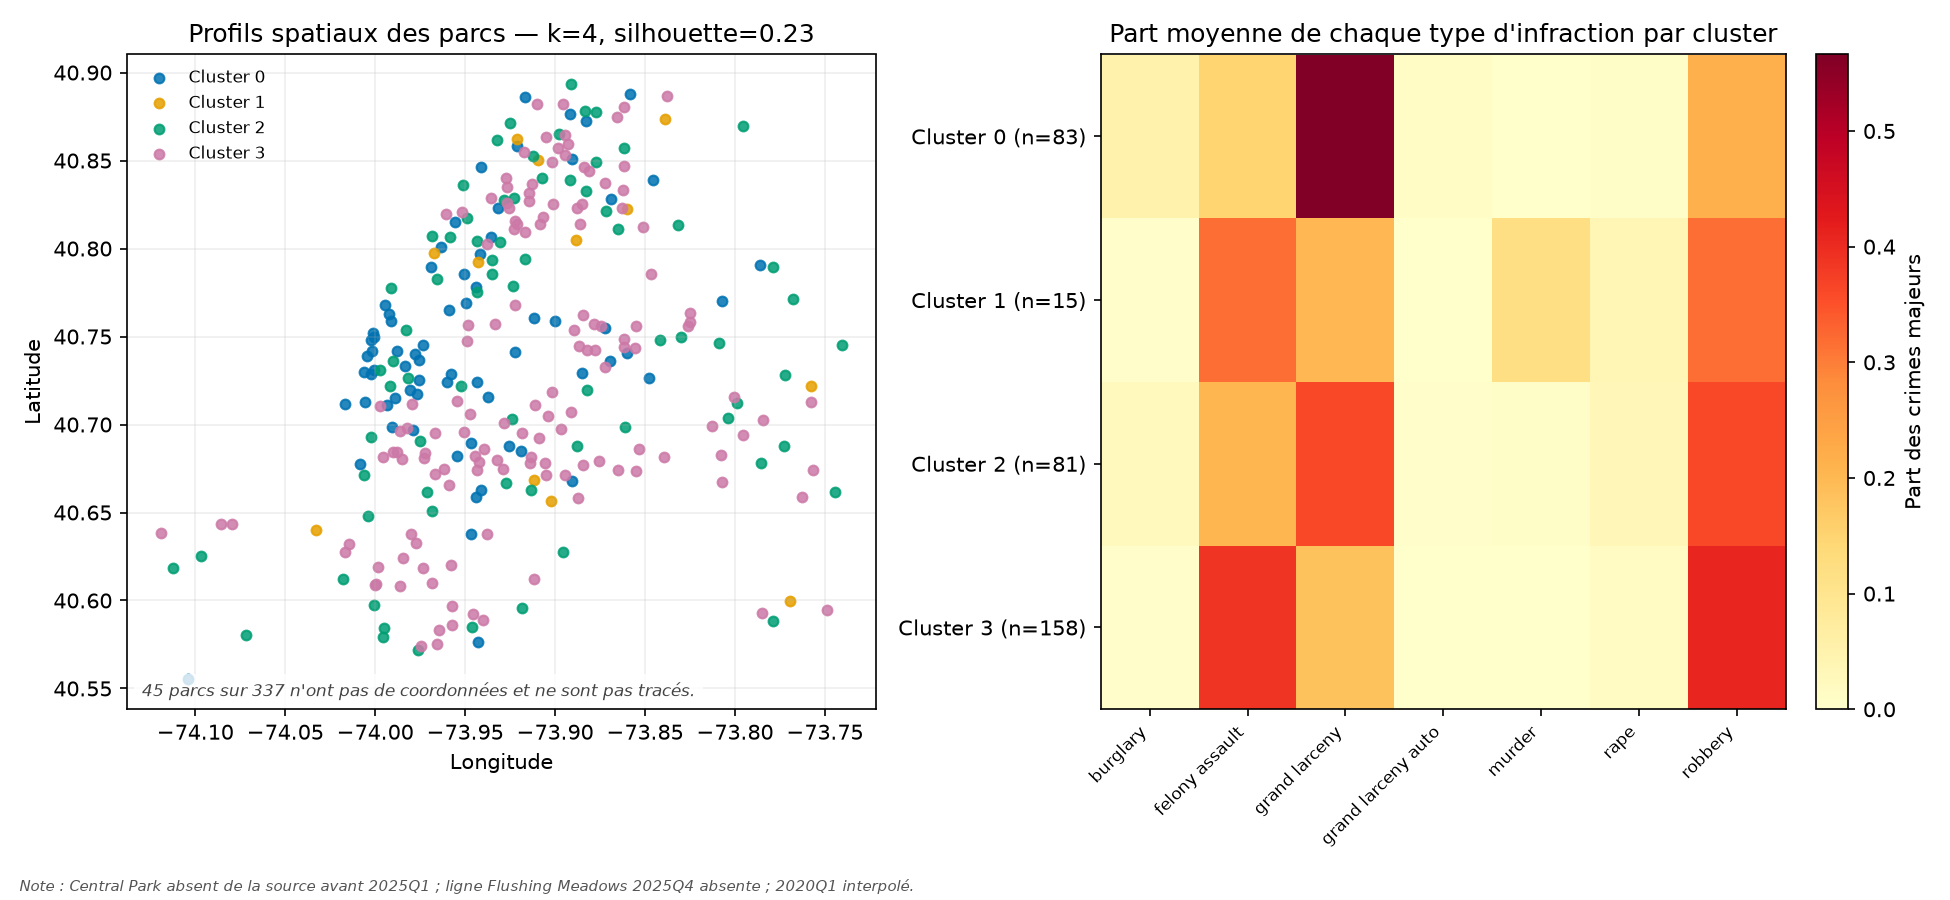 Profils spatiaux des parcs — k=4, silhouette=0.23
Cluster 0
Cluster 1
Cluster 2
Cluster 3
40.90
40.85
40.80
40.75
40.70
40.65
40.60
40.55
Latitude
45 parcs sur 337 n'ont pas de coordonnées et ne sont pas tracés.
−74.10 −74.05 −74.00 −73.95 −73.90 −73.85 −73.80 −73.75
Longitude
Part moyenne de chaque type d'infraction par cluster
Cluster 0 (n=83)
Cluster 1 (n=15)
Cluster 2 (n=81)
Cluster 3 (n=158)
burglary
felony assault
grand larceny
grand larceny auto
murder
rape
robbery
0.5
0.4
0.3
0.2
0.1
0.0
Part des crimes majeurs
Note : Central Park absent de la source avant 2025Q1 ; ligne Flushing Meadows 2025Q4 absente ; 2020Q1 interpolé.